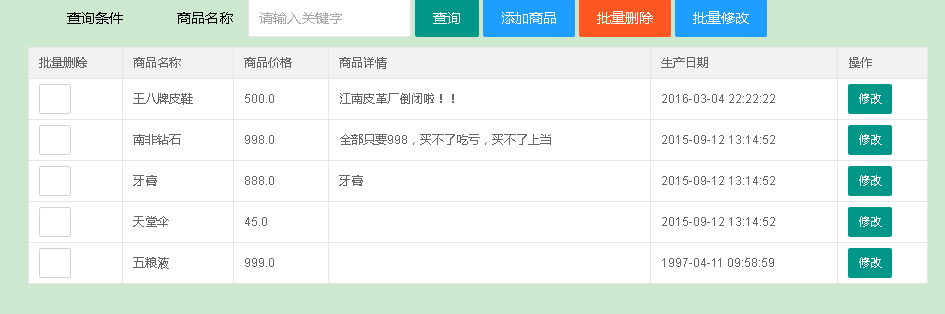 查询条件 商品名称 请输入关键字 查询 添加商品 批量删除 批量修改
批量删除 商品名称 商品价格 商品详情 生产日期 操作
王八牌皮鞋 500.0 江南皮革厂倒闭啦！！ 2016-03-04 22:22:22 修改
南非钻石 998.0 全部只要998，买不了吃亏，买不了上当 2015-09-12 13:14:52 修改
牙膏 888.0 牙膏 2015-09-12 13:14:52 修改
天堂伞 45.0 2015-09-12 13:14:52 修改
五粮液 999.0 1997-04-11 09:58:59 修改